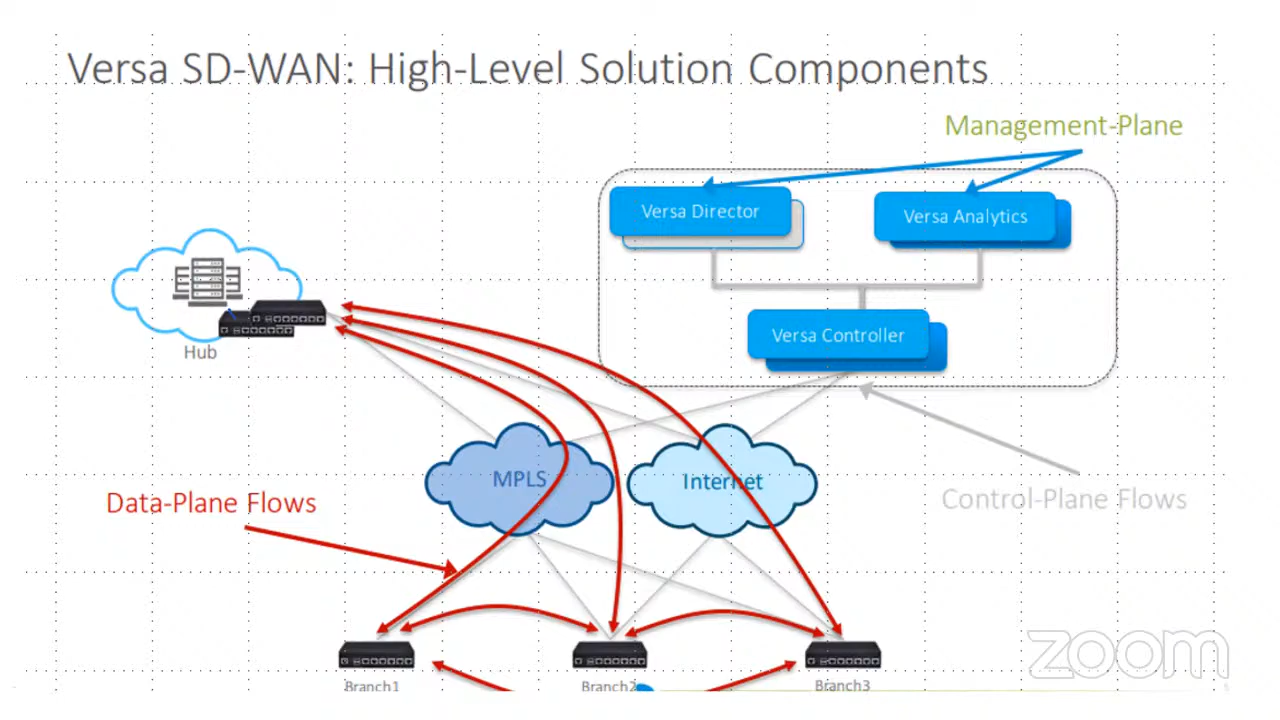 Versa SD-WAN: High-Level Solution Components
Management-Plane
Versa Director
Versa Analytics
Versa Controller
Hub
MPLS
Internet
Data-Plane Flows
Control-Plane Flows
zoom
Branch1
Branch2
Branch3